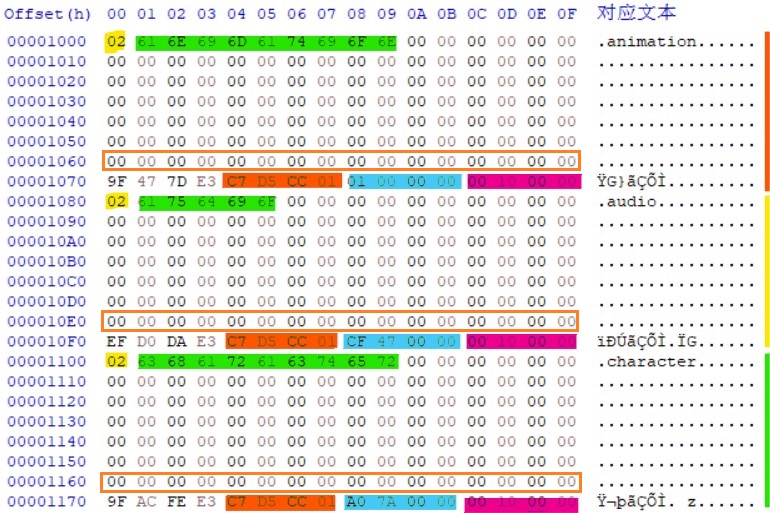 Offset(h) 00 01 02 03 04 05 06 07 08 09 0A 0B 0C 0D 0E 0F 对应文本
00001000 02 61 6E 69 6D 61 74 69 6F 6E 00 00 00 00 00 00 .animation......
00001010 00 00 00 00 00 00 00 00 00 00 00 00 00 00 00 00 ................
00001020 00 00 00 00 00 00 00 00 00 00 00 00 00 00 00 00 ................
00001030 00 00 00 00 00 00 00 00 00 00 00 00 00 00 00 00 ................
00001040 00 00 00 00 00 00 00 00 00 00 00 00 00 00 00 00 ................
00001050 00 00 00 00 00 00 00 00 00 00 00 00 00 00 00 00 ................
00001060 00 00 00 00 00 00 00 00 00 00 00 00 00 00 00 00 ................
00001070 9F 47 7D E3 C7 D5 CC 01 01 00 00 00 00 10 00 00 ŸG}ãÇÕÌ.........
00001080 02 61 75 64 69 6F 00 00 00 00 00 00 00 00 00 00 .audio..........
00001090 00 00 00 00 00 00 00 00 00 00 00 00 00 00 00 00 ................
000010A0 00 00 00 00 00 00 00 00 00 00 00 00 00 00 00 00 ................
000010B0 00 00 00 00 00 00 00 00 00 00 00 00 00 00 00 00 ................
000010C0 00 00 00 00 00 00 00 00 00 00 00 00 00 00 00 00 ................
000010D0 00 00 00 00 00 00 00 00 00 00 00 00 00 00 00 00 ................
000010E0 00 00 00 00 00 00 00 00 00 00 00 00 00 00 00 00 ................
000010F0 EF D0 DA E3 C7 D5 CC 01 CF 47 00 00 00 10 00 00 ïÐÚãÇÕÌ.ÏG......
00001100 02 63 68 61 72 61 63 74 65 72 00 00 00 00 00 00 .character......
00001110 00 00 00 00 00 00 00 00 00 00 00 00 00 00 00 00 ................
00001120 00 00 00 00 00 00 00 00 00 00 00 00 00 00 00 00 ................
00001130 00 00 00 00 00 00 00 00 00 00 00 00 00 00 00 00 ................
00001140 00 00 00 00 00 00 00 00 00 00 00 00 00 00 00 00 ................
00001150 00 00 00 00 00 00 00 00 00 00 00 00 00 00 00 00 ................
00001160 00 00 00 00 00 00 00 00 00 00 00 00 00 00 00 00 ................
00001170 9F AC FE E3 C7 D5 CC 01 A0 7A 00 00 00 10 00 00 Ÿ¬þãÇÕÌ. z......